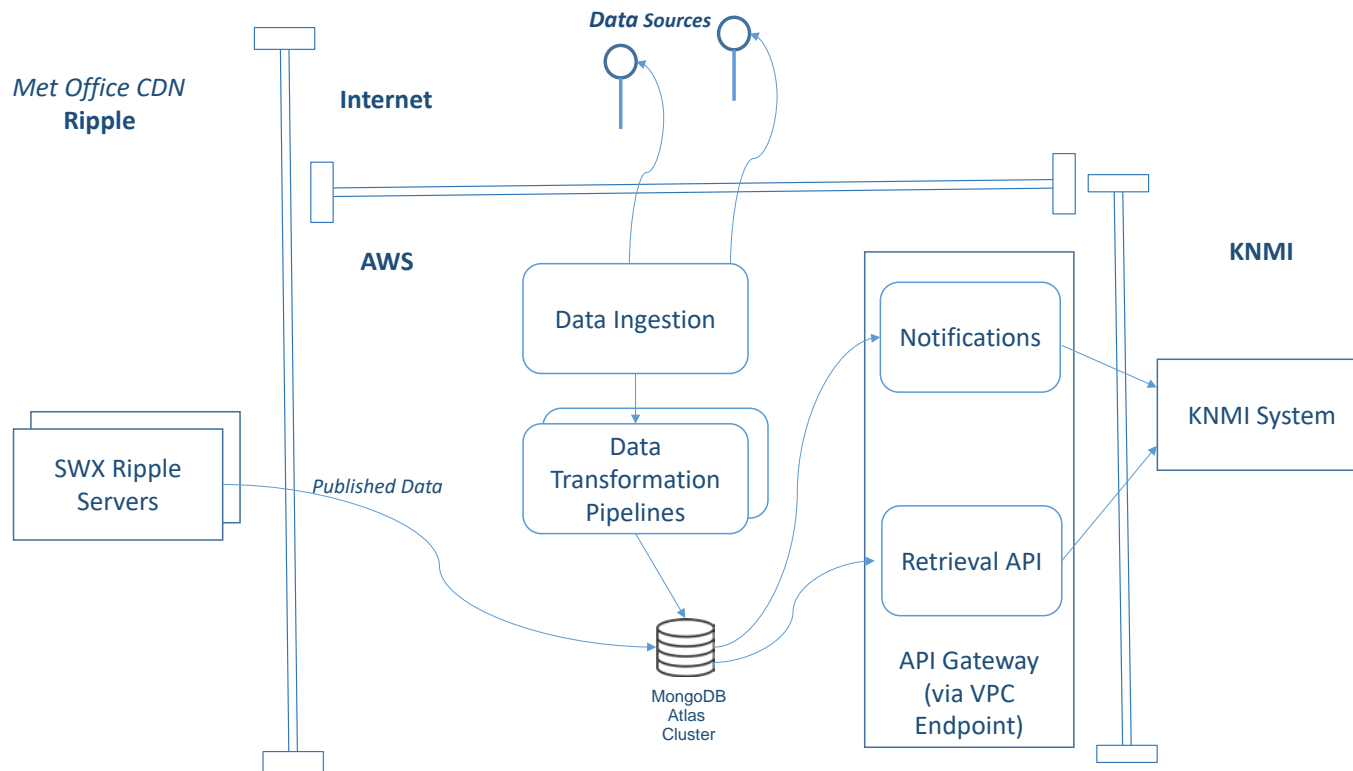 Data Sources
Met Office CDN
Ripple
Internet
AWS
KNMI
Data Ingestion
Notifications
KNMI System
SWX Ripple
Servers
Published Data
Data
Transformation
Pipelines
Retrieval API
MongoDB
Atlas
Cluster
API Gateway
(via VPC
Endpoint)